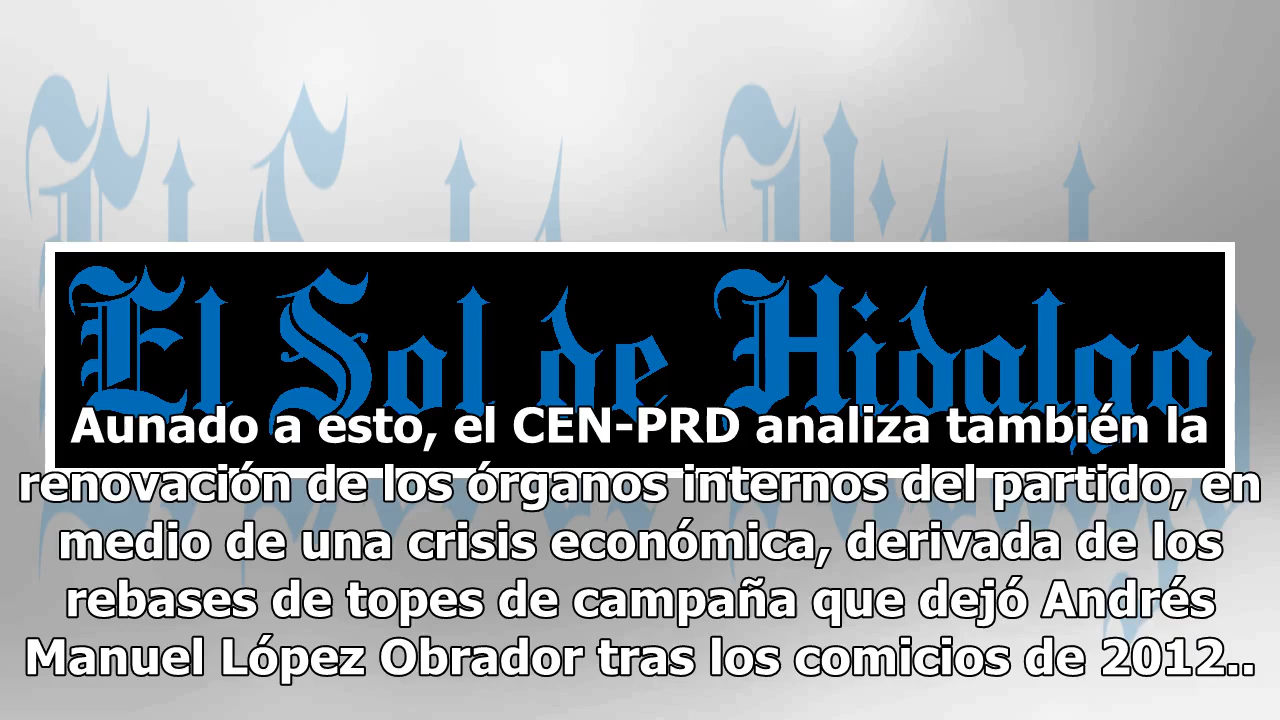 El Sol de Hidalgo
Aunado a esto, el CEN-PRD analiza también la
renovación de los órganos internos del partido, en
medio de una crisis económica, derivada de los
rebases de topes de campaña que dejó Andrés
Manuel López Obrador tras los comicios de 2012..